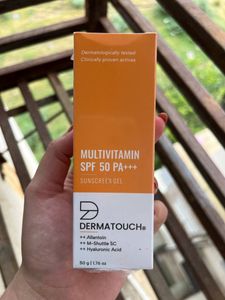 Dermatologically tested
Clinically proven actives
MULTIVITAMIN
SPF 50 PA+++
SUNSCREEN GEL
DERMATOUCH®
++ Allantoin
++ M-Shuttle SC
++ Hyaluronic Acid
50 g | 1.76 oz